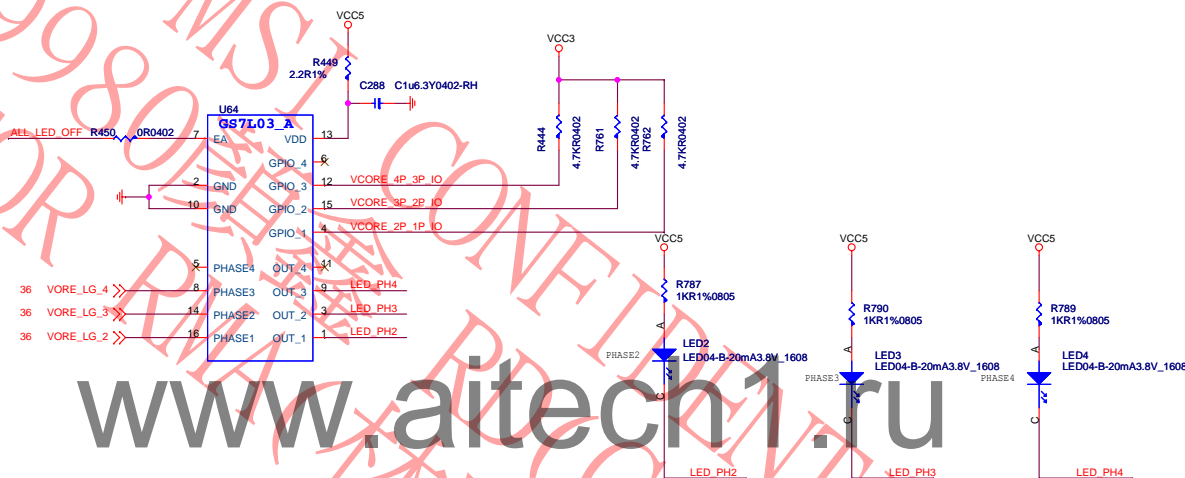 VCC5
R449
2.2R1%
C288 C1u6.3Y0402-RH
VCC3
R444
4.7KR0402
R761
4.7KR0402
R762
4.7KR0402
U64
GS7L03_A
ALL_LED_OFF R450 0R0402 7 EA VDD 13
GPIO_4 6
2 GND GPIO_3 12 VCORE_4P_3P_IO
10 GND GPIO_2 15 VCORE_3P_2P_IO
GPIO_1 4 VCORE_2P_1P_IO
5 PHASE4 OUT_4 11
36 VORE_LG_4 8 PHASE3 OUT_3 9 LED_PH4
36 VORE_LG_3 14 PHASE2 OUT_2 3 LED_PH3
36 VORE_LG_2 16 PHASE1 OUT_1 1 LED_PH2
VCC5
R787
1KR1%0805
A
PHASE2
LED2
LED04-B-20mA3.8V_1608
C
LED_PH2
VCC5
R790
1KR1%0805
A
PHASE3
LED3
LED04-B-20mA3.8V_1608
C
LED_PH3
VCC5
R789
1KR1%0805
A
PHASE4
LED4
LED04-B-20mA3.8V_1608
C
LED_PH4
MSI CONFIDENT
www.aitech1.ru